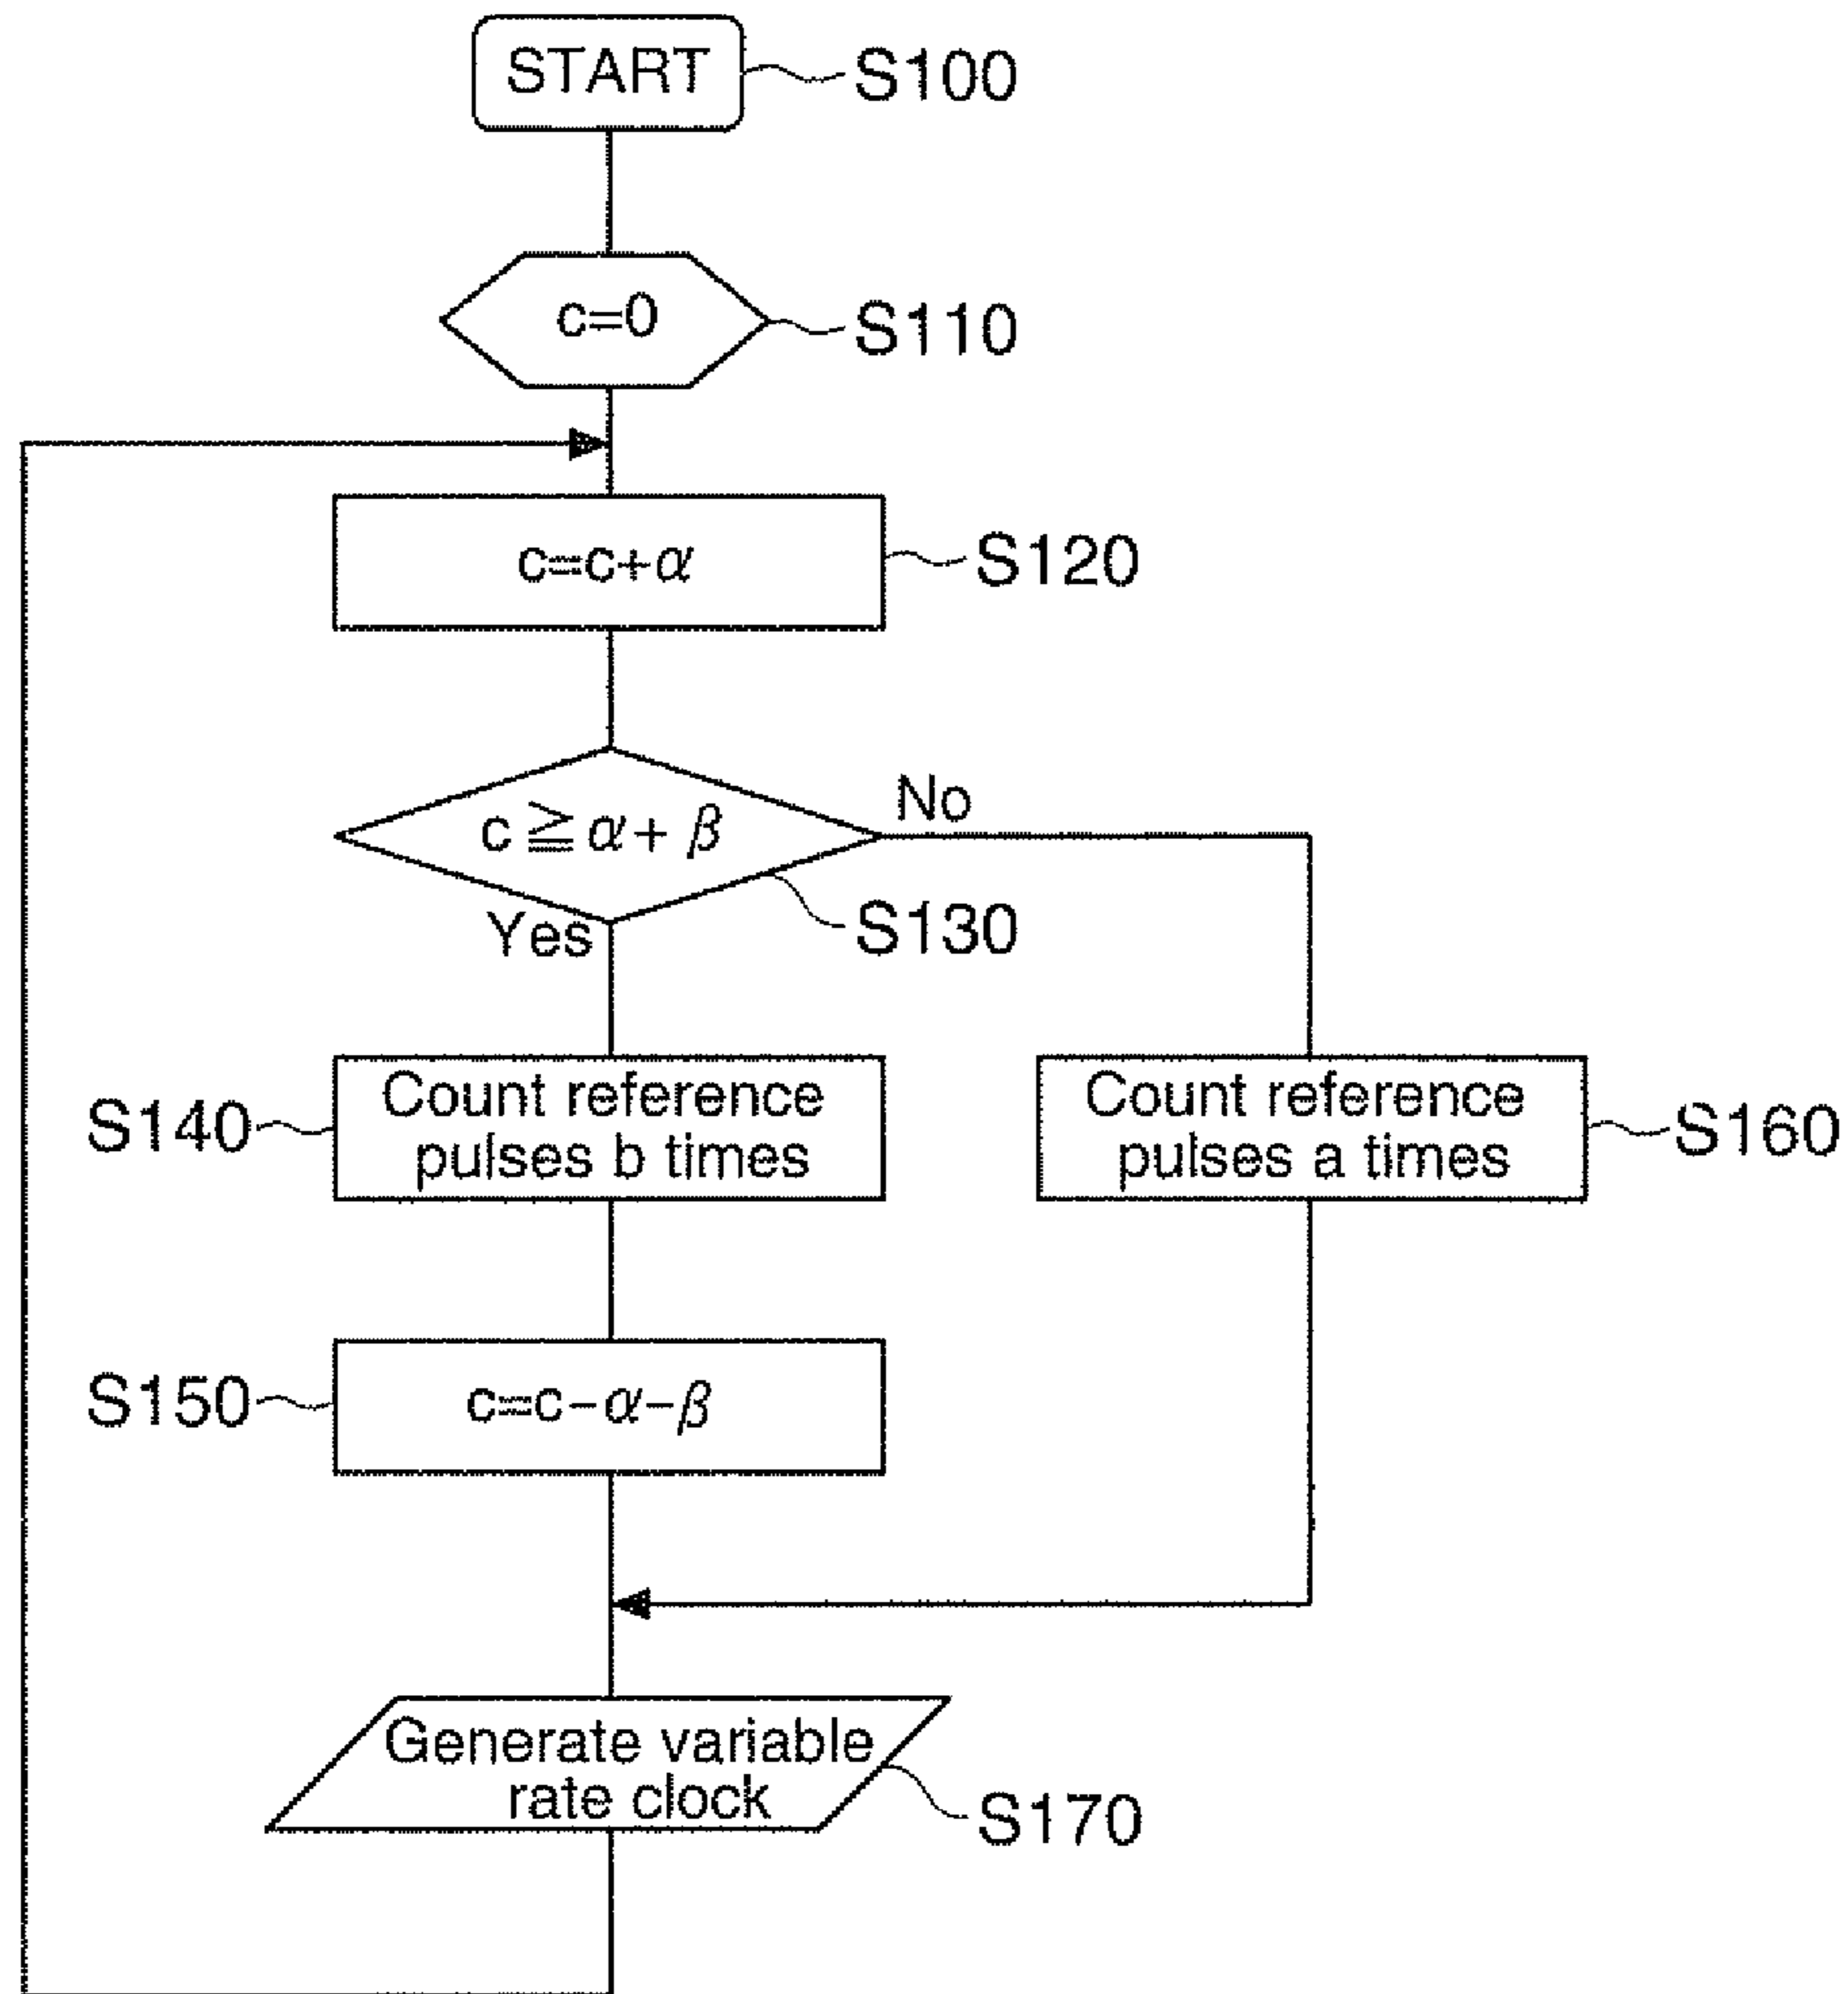 START
S100
c=0
S110
c=c+α
S120
c ≧ α + β
No
Yes
S130
S140
Count reference
pulses b times
Count reference
pulses a times
S160
S150
c=c-α-β
Generate variable
rate clock
S170